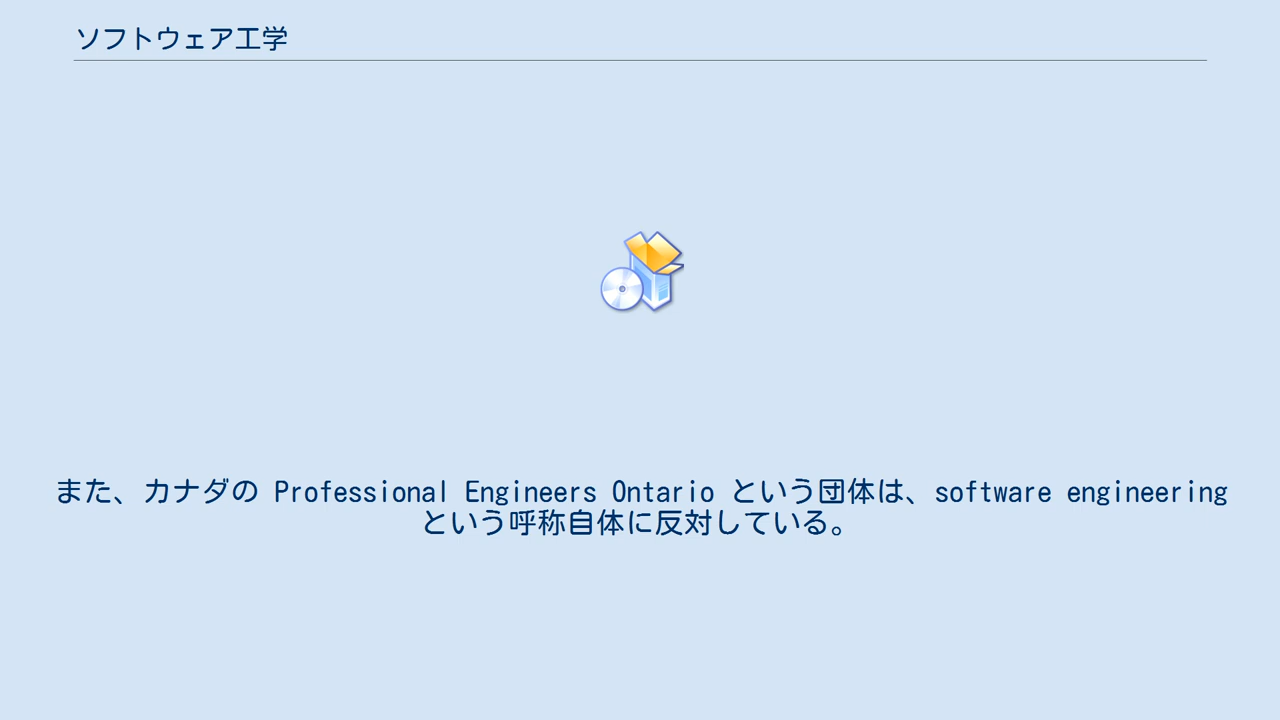 ソフトウェア工学
また、カナダの Professional Engineers Ontario という団体は、software engineering
という呼称自体に反対している。